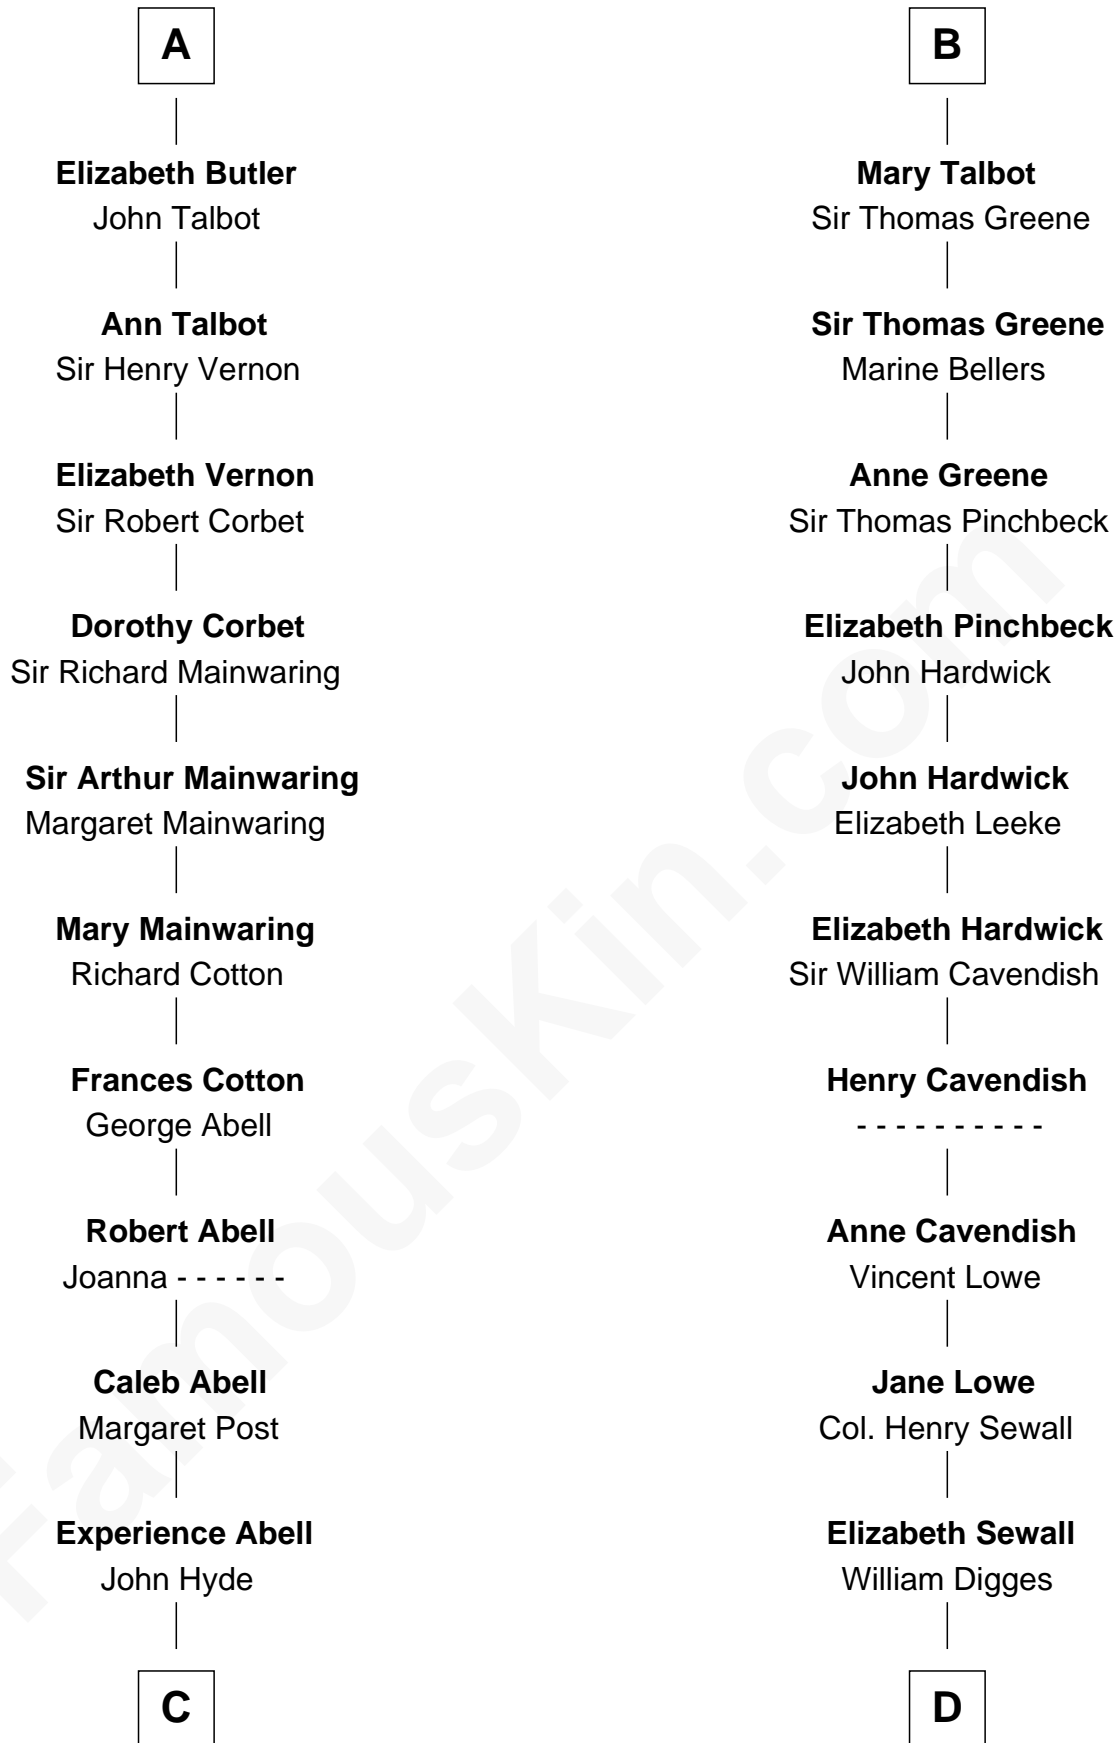 A
Elizabeth Butler
John Talbot
Ann Talbot
Sir Henry Vernon
Elizabeth Vernon
Sir Robert Corbet
Dorothy Corbet
Sir Richard Mainwaring
Sir Arthur Mainwaring
Margaret Mainwaring
Mary Mainwaring
Richard Cotton
Frances Cotton
George Abell
Robert Abell
Joanna - - - - - -
Caleb Abell
Margaret Post
Experience Abell
John Hyde
C
B
Mary Talbot
Sir Thomas Greene
Sir Thomas Greene
Marine Bellers
Anne Greene
Sir Thomas Pinchbeck
Elizabeth Pinchbeck
John Hardwick
John Hardwick
Elizabeth Leeke
Elizabeth Hardwick
Sir William Cavendish
Henry Cavendish
- - - - - - - - - -
Anne Cavendish
Vincent Lowe
Jane Lowe
Col. Henry Sewall
Elizabeth Sewall
William Digges
D
FamousKin.com